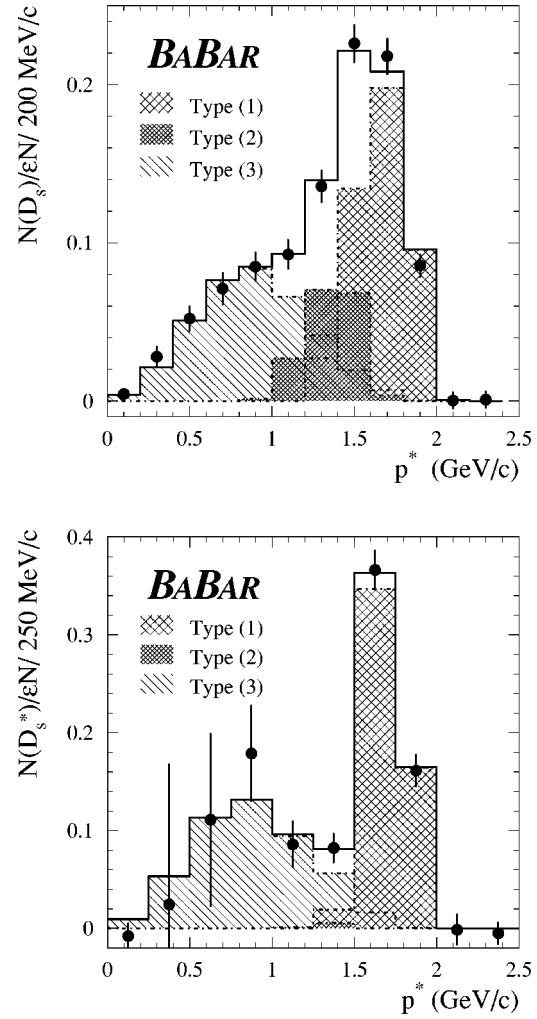 BABAR
Type (1)
Type (2)
Type (3)
N(Ds)/εN/ 200 MeV/c
0.2
0.1
0
0 0.5 1 1.5 2 2.5
p* (GeV/c)
BABAR
Type (1)
Type (2)
Type (3)
N(Ds*)/εN/ 250 MeV/c
0.4
0.3
0.2
0.1
0
0 0.5 1 1.5 2 2.5
p* (GeV/c)